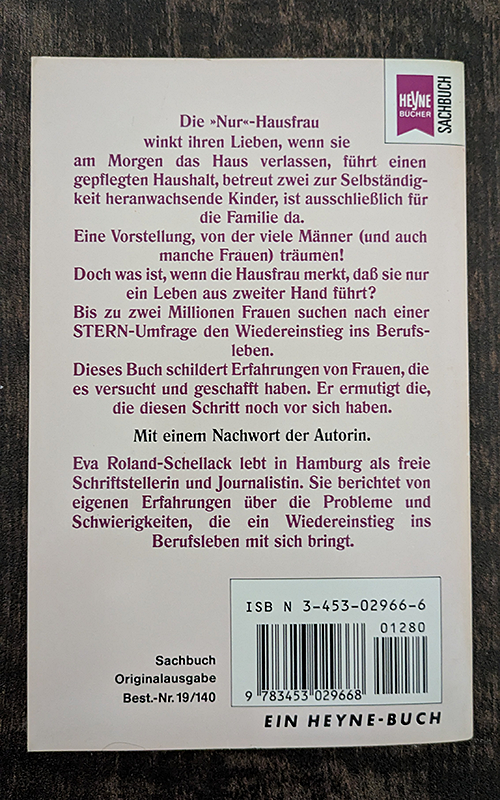 HEYNE
BÜCHER
SACHBUCH
Die »Nur«-Hausfrau
winkt ihren Lieben, wenn sie
am Morgen das Haus verlassen, führt einen
gepflegten Haushalt, betreut zwei zur Selbständig-
keit heranwachsende Kinder, ist ausschließlich für
die Familie da.
Eine Vorstellung, von der viele Männer (und auch
manche Frauen) träumen!
Doch was ist, wenn die Hausfrau merkt, daß sie nur
ein Leben aus zweiter Hand führt?
Bis zu zwei Millionen Frauen suchen nach einer
STERN-Umfrage den Wiedereinstieg ins Berufs-
leben.
Dieses Buch schildert Erfahrungen von Frauen, die
es versucht und geschafft haben. Er ermutigt die,
die diesen Schritt noch vor sich haben.
Mit einem Nachwort der Autorin.
Eva Roland-Schellack lebt in Hamburg als freie
Schriftstellerin und Journalistin. Sie berichtet von
eigenen Erfahrungen über die Probleme und
Schwierigkeiten, die ein Wiedereinstieg ins
Berufsleben mit sich bringt.
ISB N 3-453-02966-6
01280
9 783453 029668
Sachbuch
Originalausgabe
Best.-Nr. 19/140
EIN HEYNE-BUCH